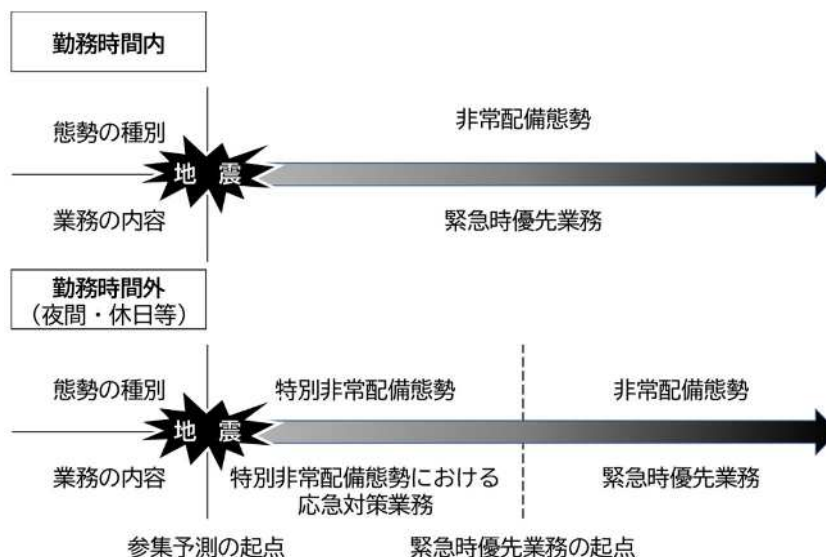 勤務時間内
態勢の種別
非常配備態勢
地 震
業務の内容
緊急時優先業務
勤務時間外
（夜間・休日等）
態勢の種別
特別非常配備態勢
非常配備態勢
地 震
業務の内容
特別非常配備態勢における
応急対策業務
緊急時優先業務
参集予測の起点
緊急時優先業務の起点